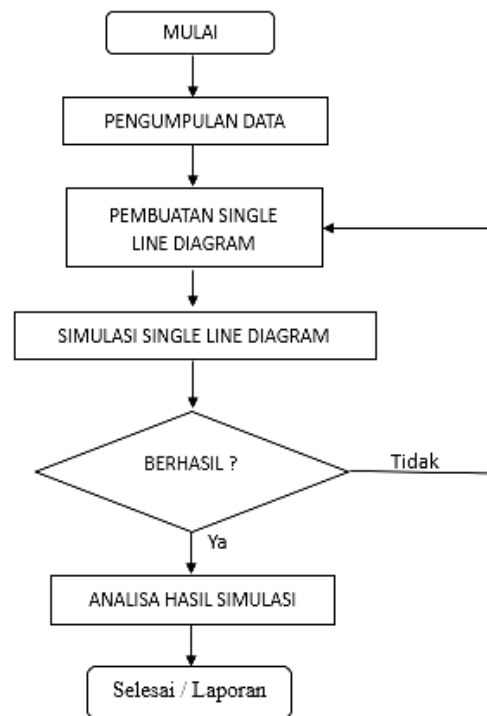 MULAI
PENGUMPULAN DATA
PEMBUATAN SINGLE
LINE DIAGRAM
SIMULASI SINGLE LINE DIAGRAM
BERHASIL ?
Tidak
Ya
ANALISA HASIL SIMULASI
Selesai / Laporan